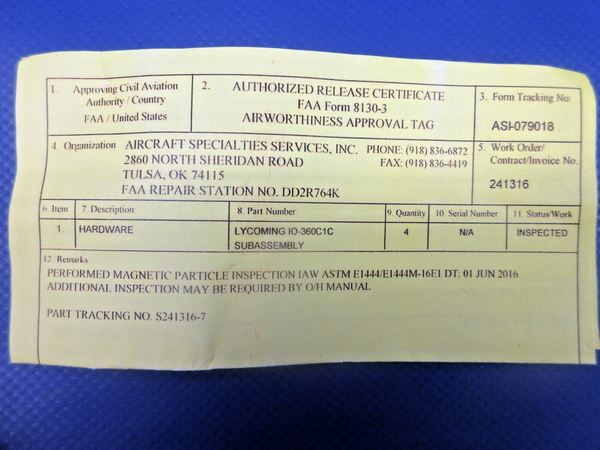 1. Approving Civil Aviation Authority / Country
FAA / United States
2. AUTHORIZED RELEASE CERTIFICATE
FAA Form 8130-3
AIRWORTHINESS APPROVAL TAG
3. Form Tracking No:
ASI-079018
4. Organization AIRCRAFT SPECIALTIES SERVICES, INC. PHONE: (918) 836-6872
2860 NORTH SHERIDAN ROAD FAX: (918) 836-4419
TULSA, OK 74115
FAA REPAIR STATION NO. DD2R764K
5. Work Order/
Contract/Invoice No.
241316
6. Item 7. Description 8. Part Number 9. Quantity 10. Serial Number 11. Status/Work
1. HARDWARE LYCOMING IO-360C1C 4 N/A INSPECTED
SUBASSEMBLY
12. Remarks
PERFORMED MAGNETIC PARTICLE INSPECTION IAW ASTM E1444/E1444M-16E1 DT: 01 JUN 2016
ADDITIONAL INSPECTION MAY BE REQUIRED BY O/H MANUAL
PART TRACKING NO. S241316-7